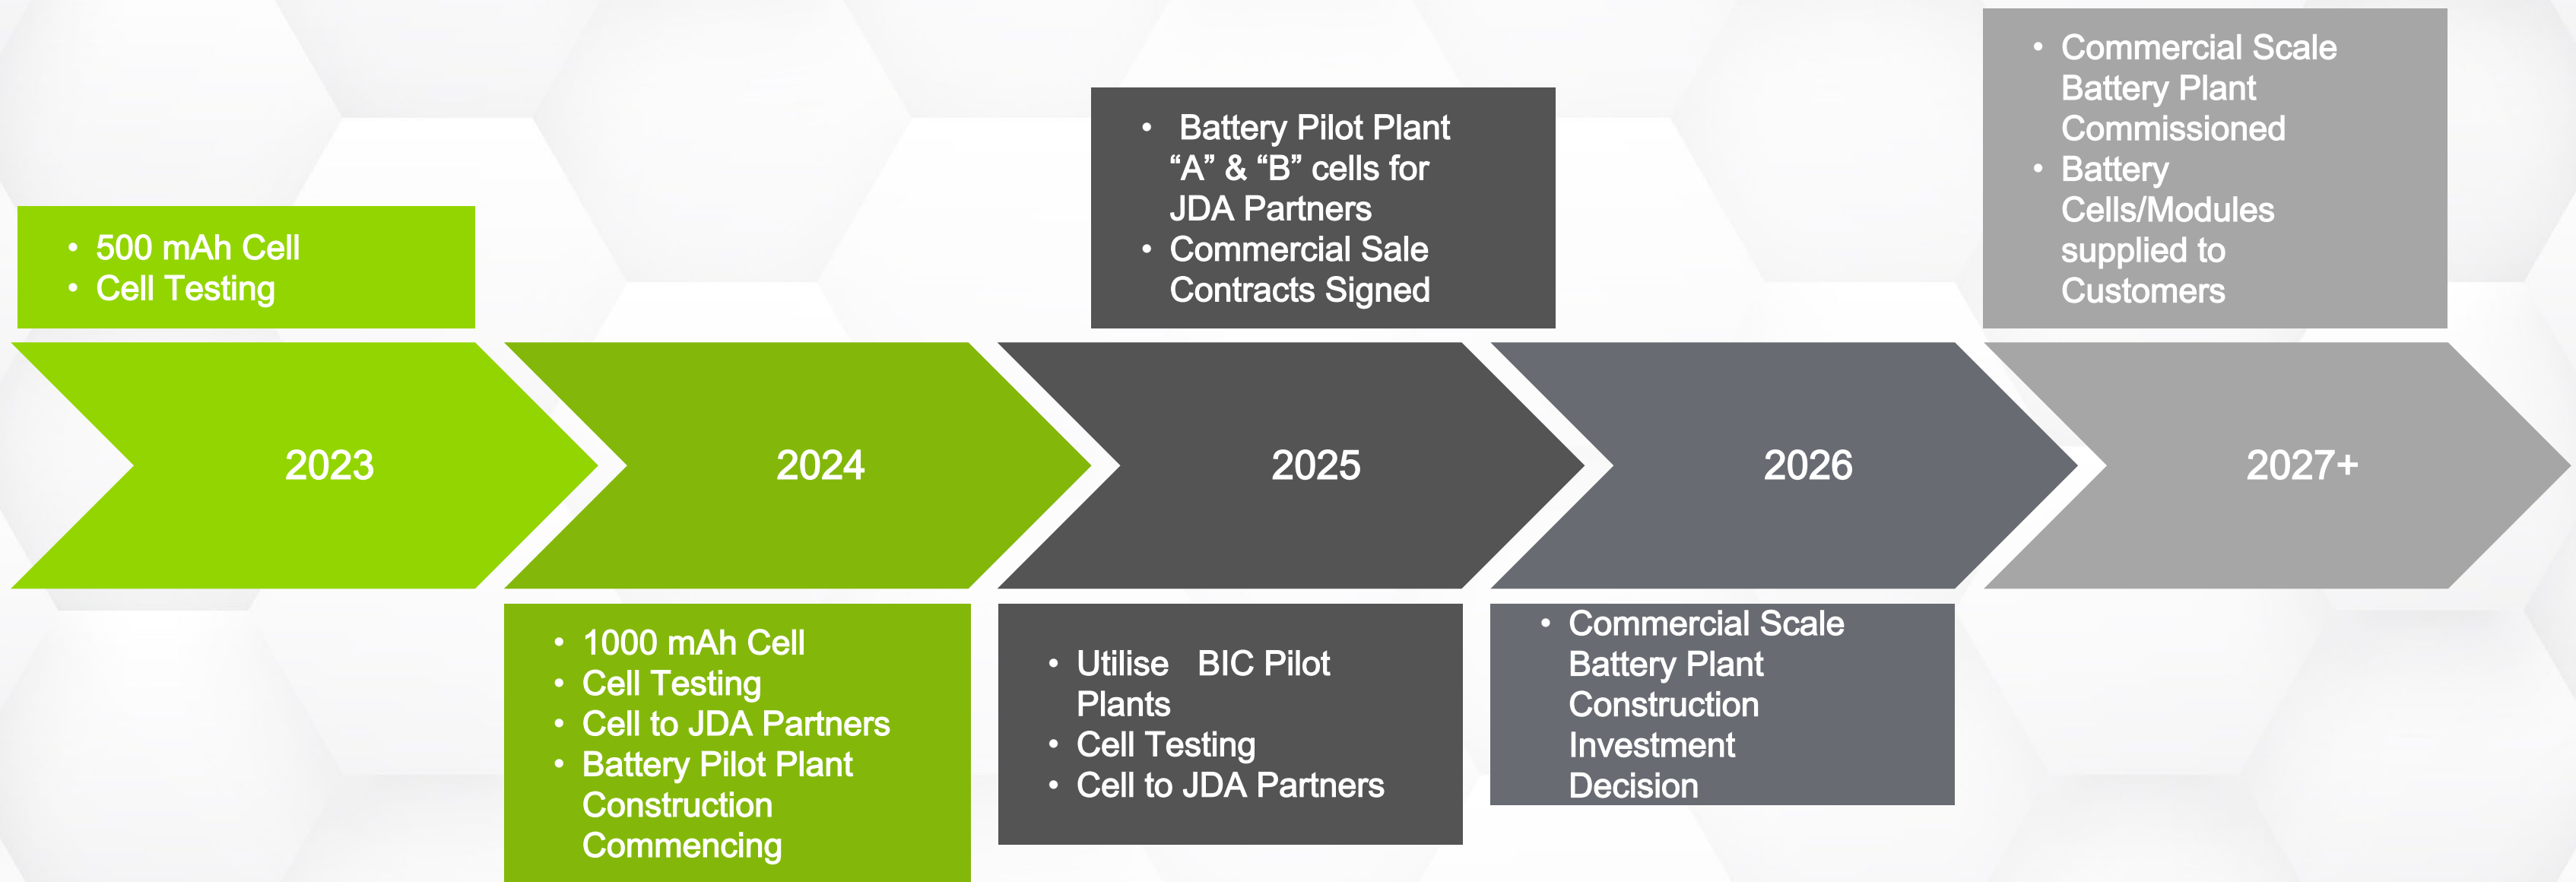 • Commercial Scale
Battery Plant
Commissioned
• Battery
Cells/Modules
supplied to
Customers
• Battery Pilot Plant
“A” & “B” cells for
JDA Partners
• Commercial Sale
Contracts Signed
• 500 mAh Cell
• Cell Testing
2023
2024
2025
2026
2027+
• 1000 mAh Cell
• Cell Testing
• Cell to JDA Partners
• Battery Pilot Plant
Construction
Commencing
• Utilise BIC Pilot
Plants
• Cell Testing
• Cell to JDA Partners
• Commercial Scale
Battery Plant
Construction
Investment
Decision